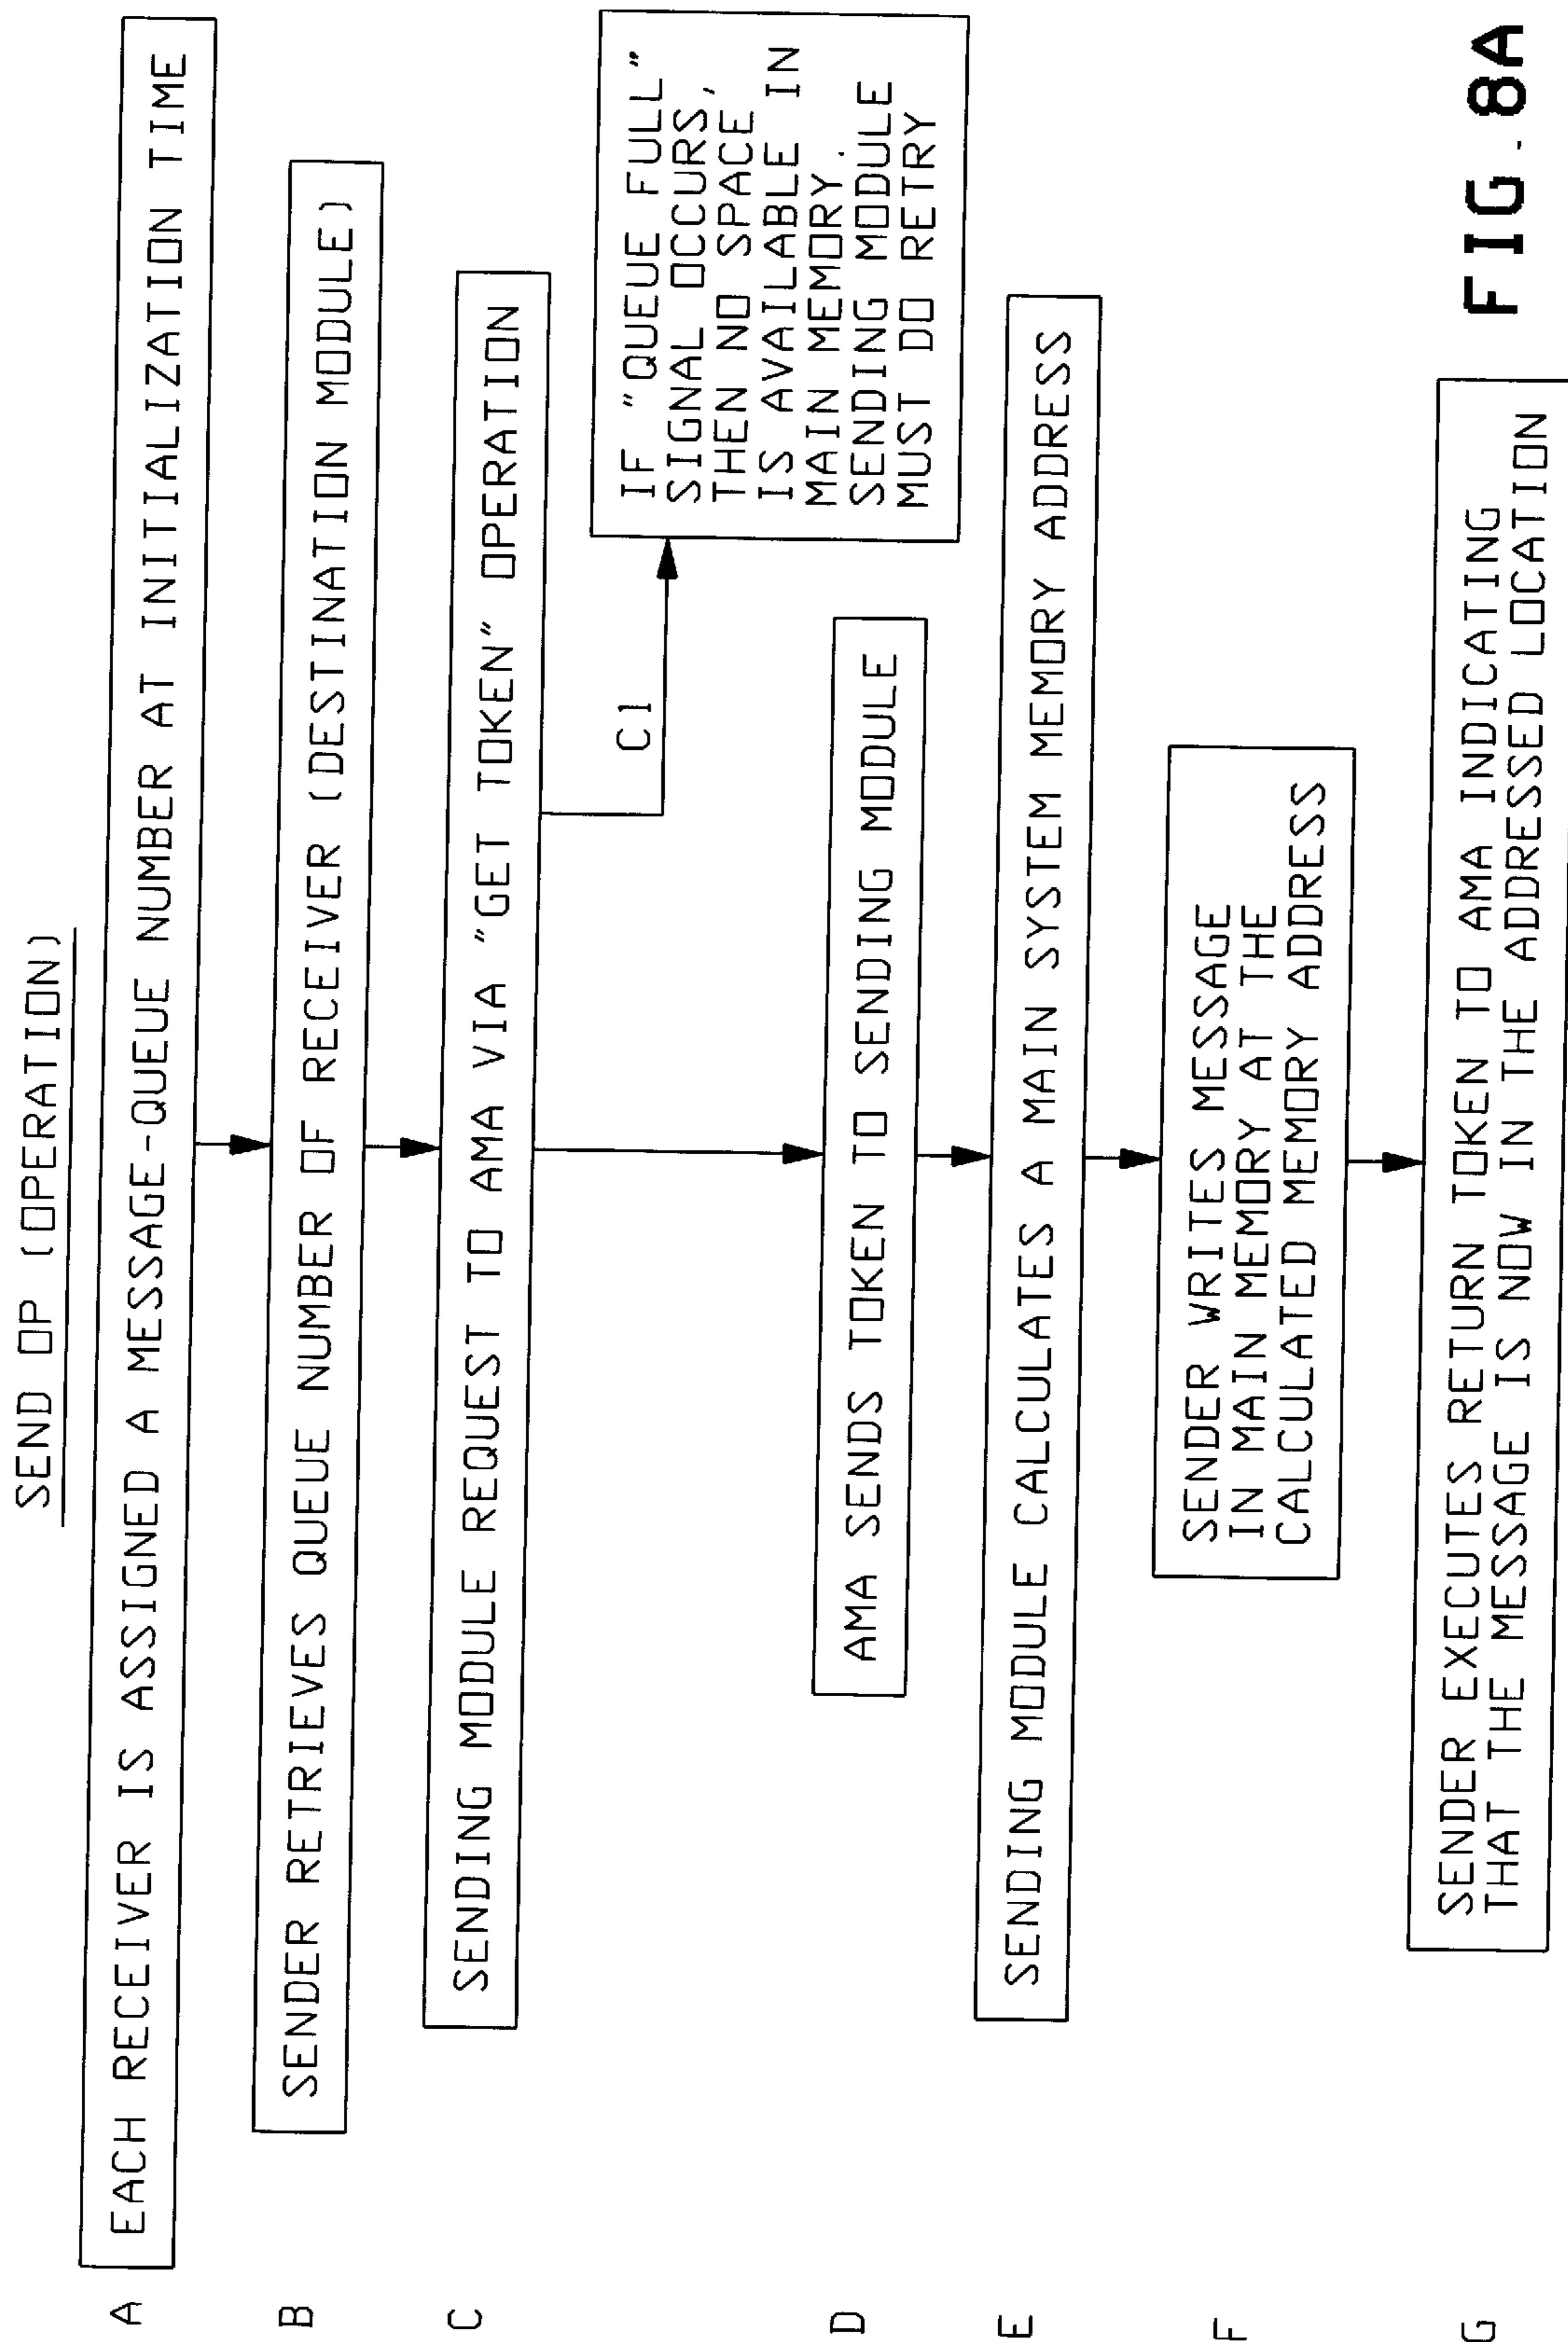 SEND OP (OPERATION)
A EACH RECEIVER IS ASSIGNED A MESSAGE-QUEUE NUMBER AT INITIALIZATION TIME
B SENDER RETRIEVES QUEUE NUMBER OF RECEIVER (DESTINATION MODULE)
C SENDING MODULE REQUEST TO AMA VIA "GET TOKEN" OPERATION
C1
IF "QUEUE FULL"
SIGNAL OCCURS,
THEN NO SPACE
IS AVAILABLE IN
MAIN MEMORY.
SENDING MODULE
MUST DO RETRY
D AMA SENDS TOKEN TO SENDING MODULE
E SENDING MODULE CALCULATES A MAIN SYSTEM MEMORY ADDRESS
F SENDER WRITES MESSAGE
IN MAIN MEMORY AT THE
CALCULATED MEMORY ADDRESS
G SENDER EXECUTES RETURN TOKEN TO AMA INDICATING
THAT THE MESSAGE IS NOW IN THE ADDRESSED LOCATION
FIG. 8A